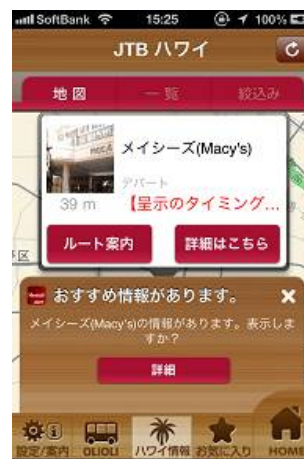 SoftBank 15:25 100%
JTB ハワイ
地図 一覧 絞込み
メイシーズ(Macy's)
デパート
39 m 【呈示のタイミング...
ルート案内 詳細はこちら
区
おすすめ情報があります。
メイシーズ(Macy'sの情報があります。表示しま
すか?
詳細
設定/案内 OLIOLI ハワイ情報 お気に入り HOME